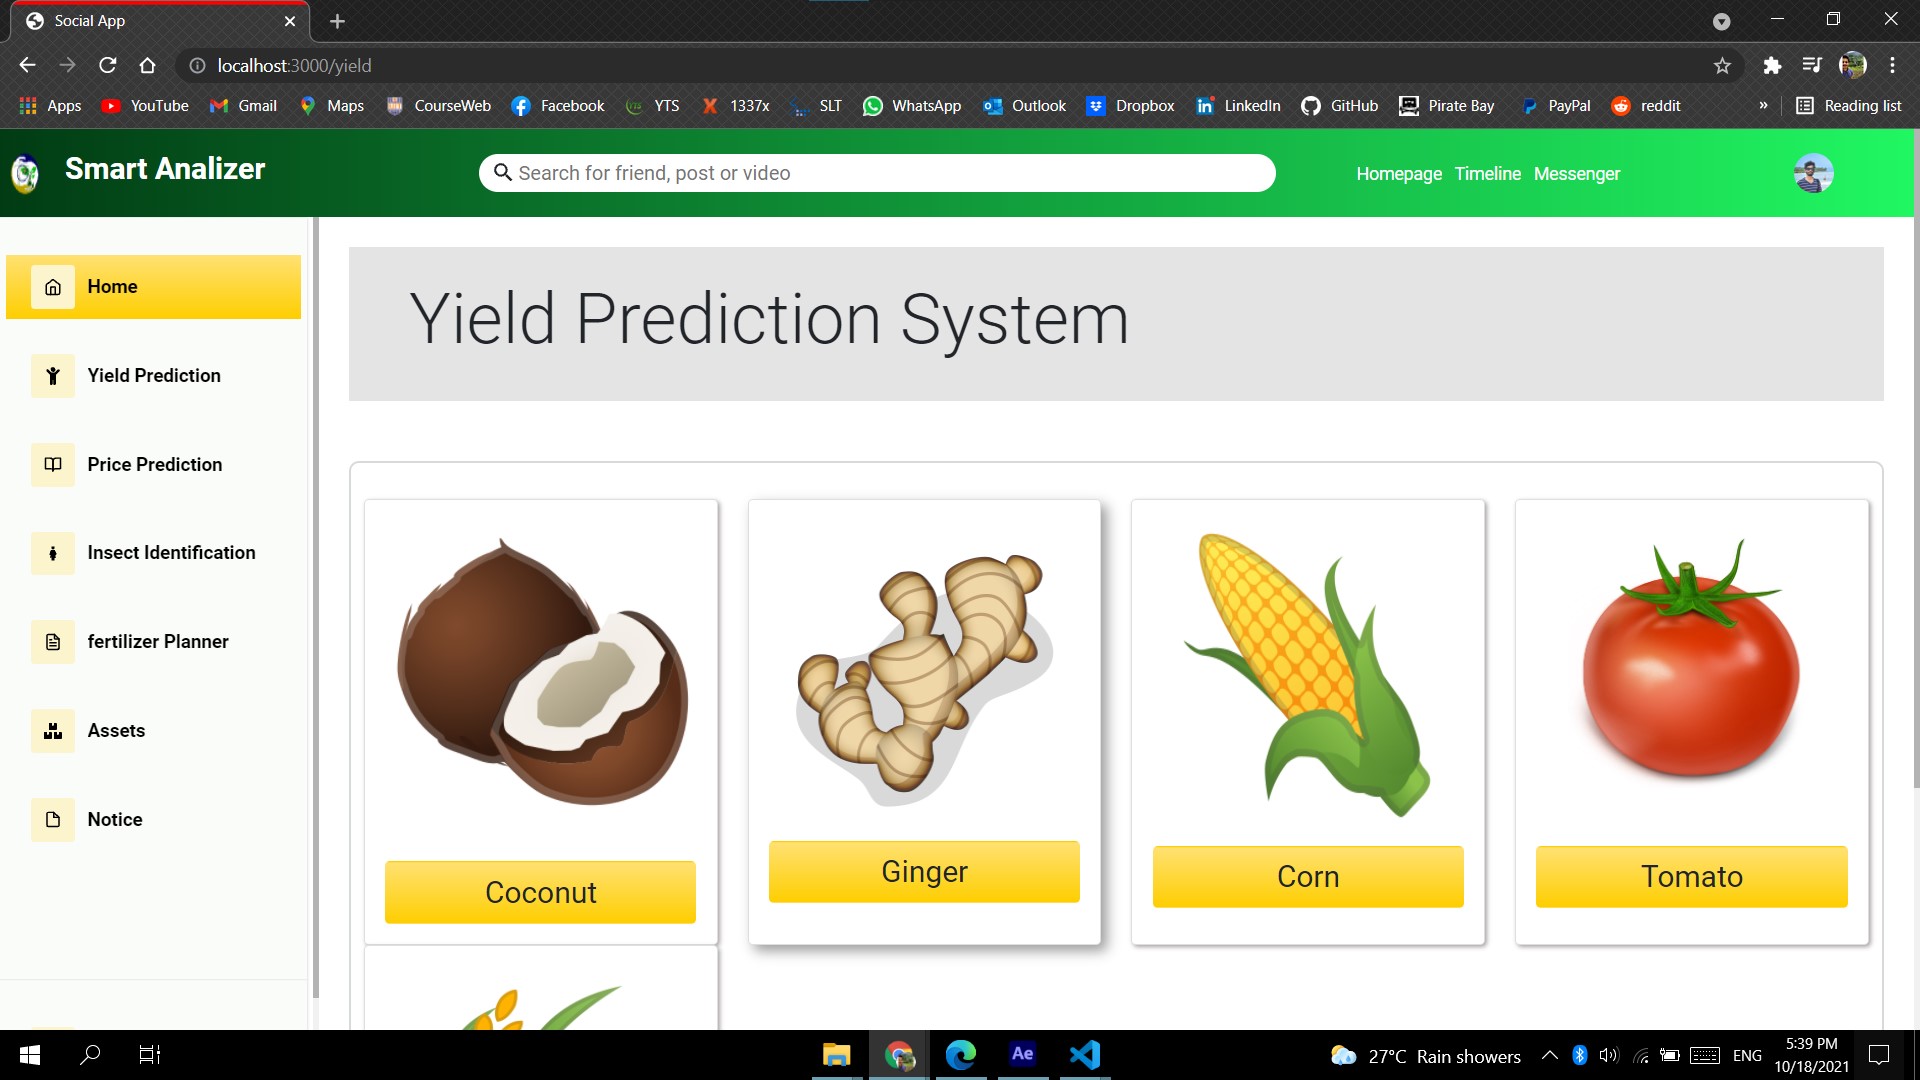 Social App
localhost:3000/yield
Apps YouTube Gmail Maps CourseWeb Facebook YTS 1337x SLT WhatsApp Outlook Dropbox LinkedIn GitHub Pirate Bay PayPal reddit » Reading list
Smart Analizer
Search for friend, post or video
Homepage Timeline Messenger
Home
Yield Prediction
Price Prediction
Insect Identification
fertilizer Planner
Assets
Notice
Yield Prediction System
Coconut
Ginger
Corn
Tomato
Ae
27°C Rain showers
ENG
5:39 PM
10/18/2021